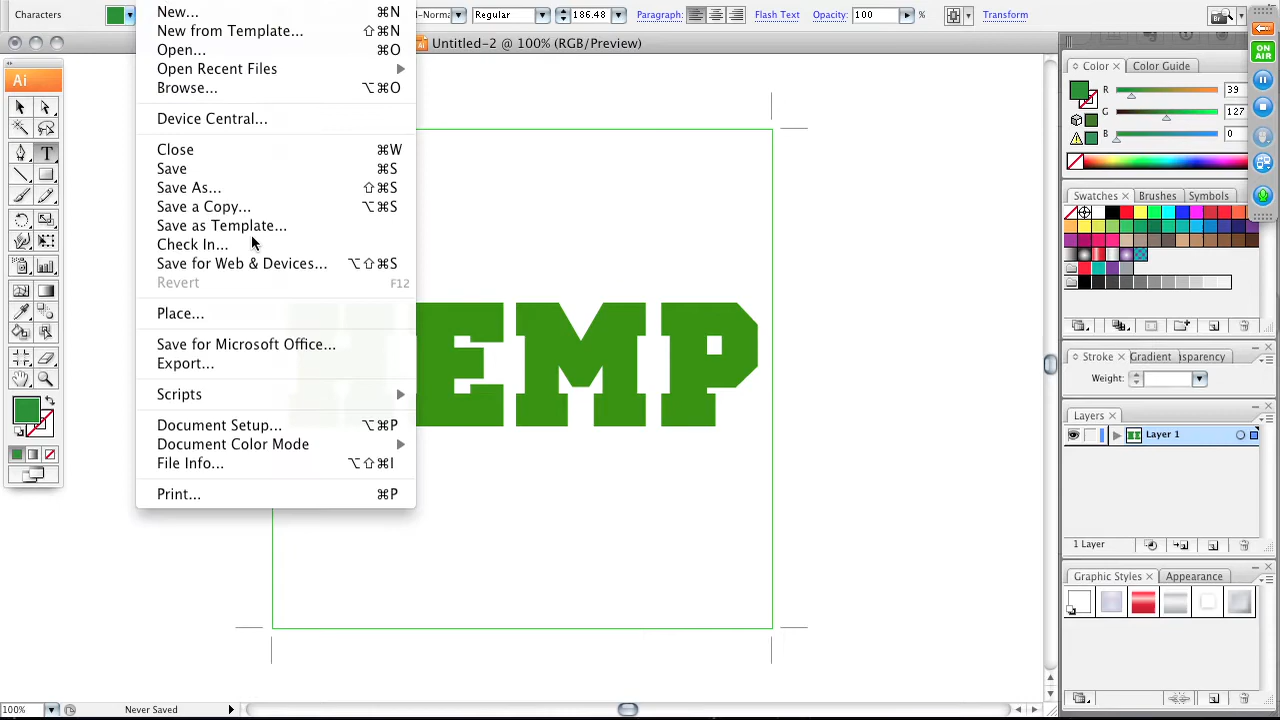 Characters
-Norma
Regular
186.48
Paragraph:
Flash Text
Opac
100
%
Transform
Br
Untitled-2 @ 100% (RGB/Preview)
New... ⌘N
New from Template... ⇧⌘N
Open... ⌘O
Open Recent Files
Browse... ⌥⌘O
Device Central...
Close ⌘W
Save ⌘S
Save As... ⇧⌘S
Save a Copy... ⌥⌘S
Save as Template...
Check In...
Save for Web & Devices... ⌥⇧⌘S
Revert F12
Place...
Save for Microsoft Office...
Export...
Scripts
Document Setup... ⌥⌘P
Document Color Mode
File Info... ⌥⇧⌘I
Print... ⌘P
Ai
T
HEMP
ON
AIR
Color
Color Guide
R 39
G 127
B 0
Swatches
Brushes
Symbols
Stroke
Gradient
sparency
Weight:
Layers
Layer 1
1 Layer
Graphic Styles
Appearance
100%
Never Saved